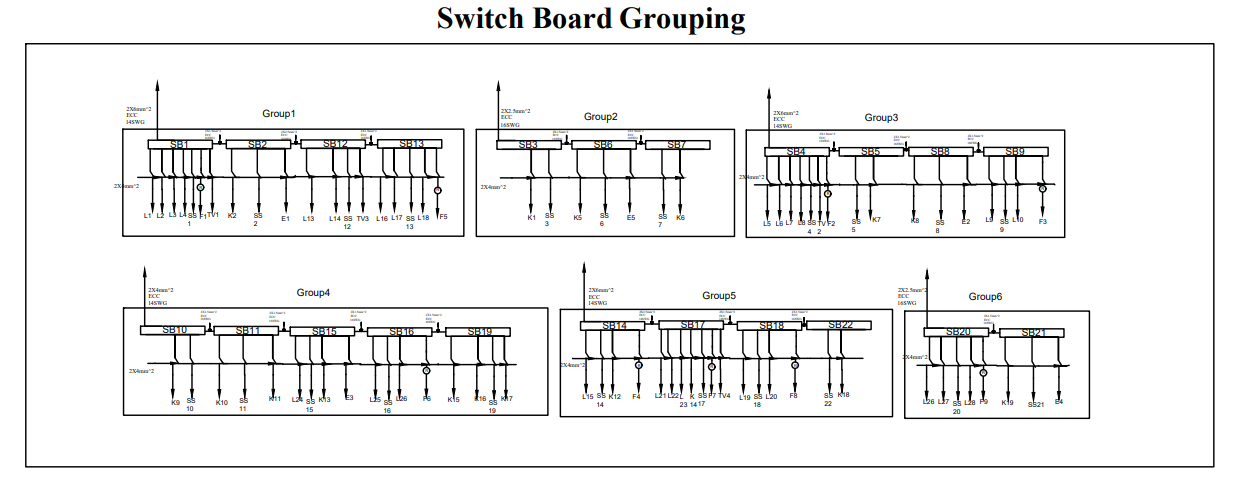 Switch Board Grouping
Group1
2X6mm^2
ECC
14SWG
SB1 SB2 SB12 SB13
2X4mm^2
L1 L2 L3 L4 SS F1 TV1 K2 SS E1 L13 L14 SS TV3 L16 L17 SS L18 F5
1 2 12 13
Group2
2X2.5mm^2
ECC
16SWG
SB3 SB6 SB7
2X4mm^2
K1 SS K5 SS E5 SS K6
3 6 7
Group3
2X6mm^2
ECC
14SWG
SB4 SB5 SB8 SB9
2X4mm^2
L5 L6 L7 L8 SS TV F2 SS K7 K8 SS E2 L9 SS L10 F3
4 2 5 8 9
Group4
2X4mm^2
ECC
14SWG
SB10 SB11 SB15 SB16 SB19
2X4mm^2
K9 SS K10 SS K11 L24 SS K13 E3 L25 SS L26 F6 K15 K16 SS K17
10 11 15 16 19
Group5
2X6mm^2
ECC
14SWG
SB14 SB17 SB18 SB22
2X4mm^2
L15 SS K12 F4 L21 L22 L K SS F7 TV4 L19 SS L20 F8 SS K18
14 23 14 17 18 22
Group6
2X2.5mm^2
ECC
16SWG
SB20 SB21
2X4mm^2
L26 L27 SS L28 F9 K19 SS21 E4
20